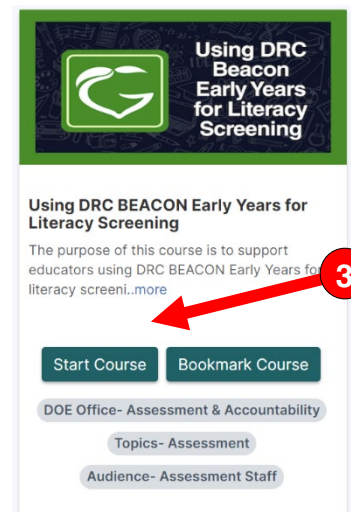 Using DRC
Beacon
Early Years
for Literacy
Screening
Using DRC BEACON Early Years for
Literacy Screening
The purpose of this course is to support
educators using DRC BEACON Early Years for
literacy screeni..more
3
Start Course Bookmark Course
DOE Office- Assessment & Accountability
Topics- Assessment
Audience- Assessment Staff